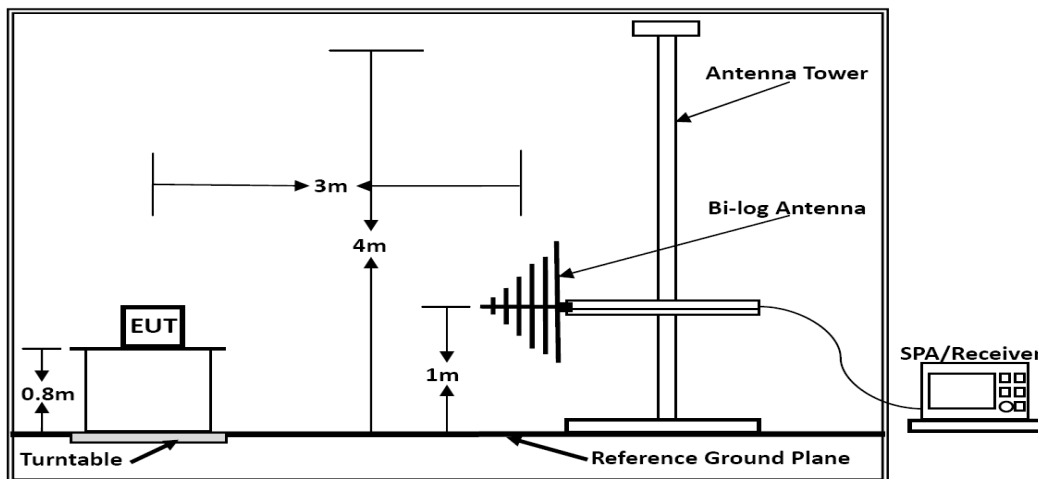 Antenna Tower
3m
Bi-log Antenna
4m
EUT
SPA/Receiver
1m
0.8m
Turntable
Reference Ground Plane